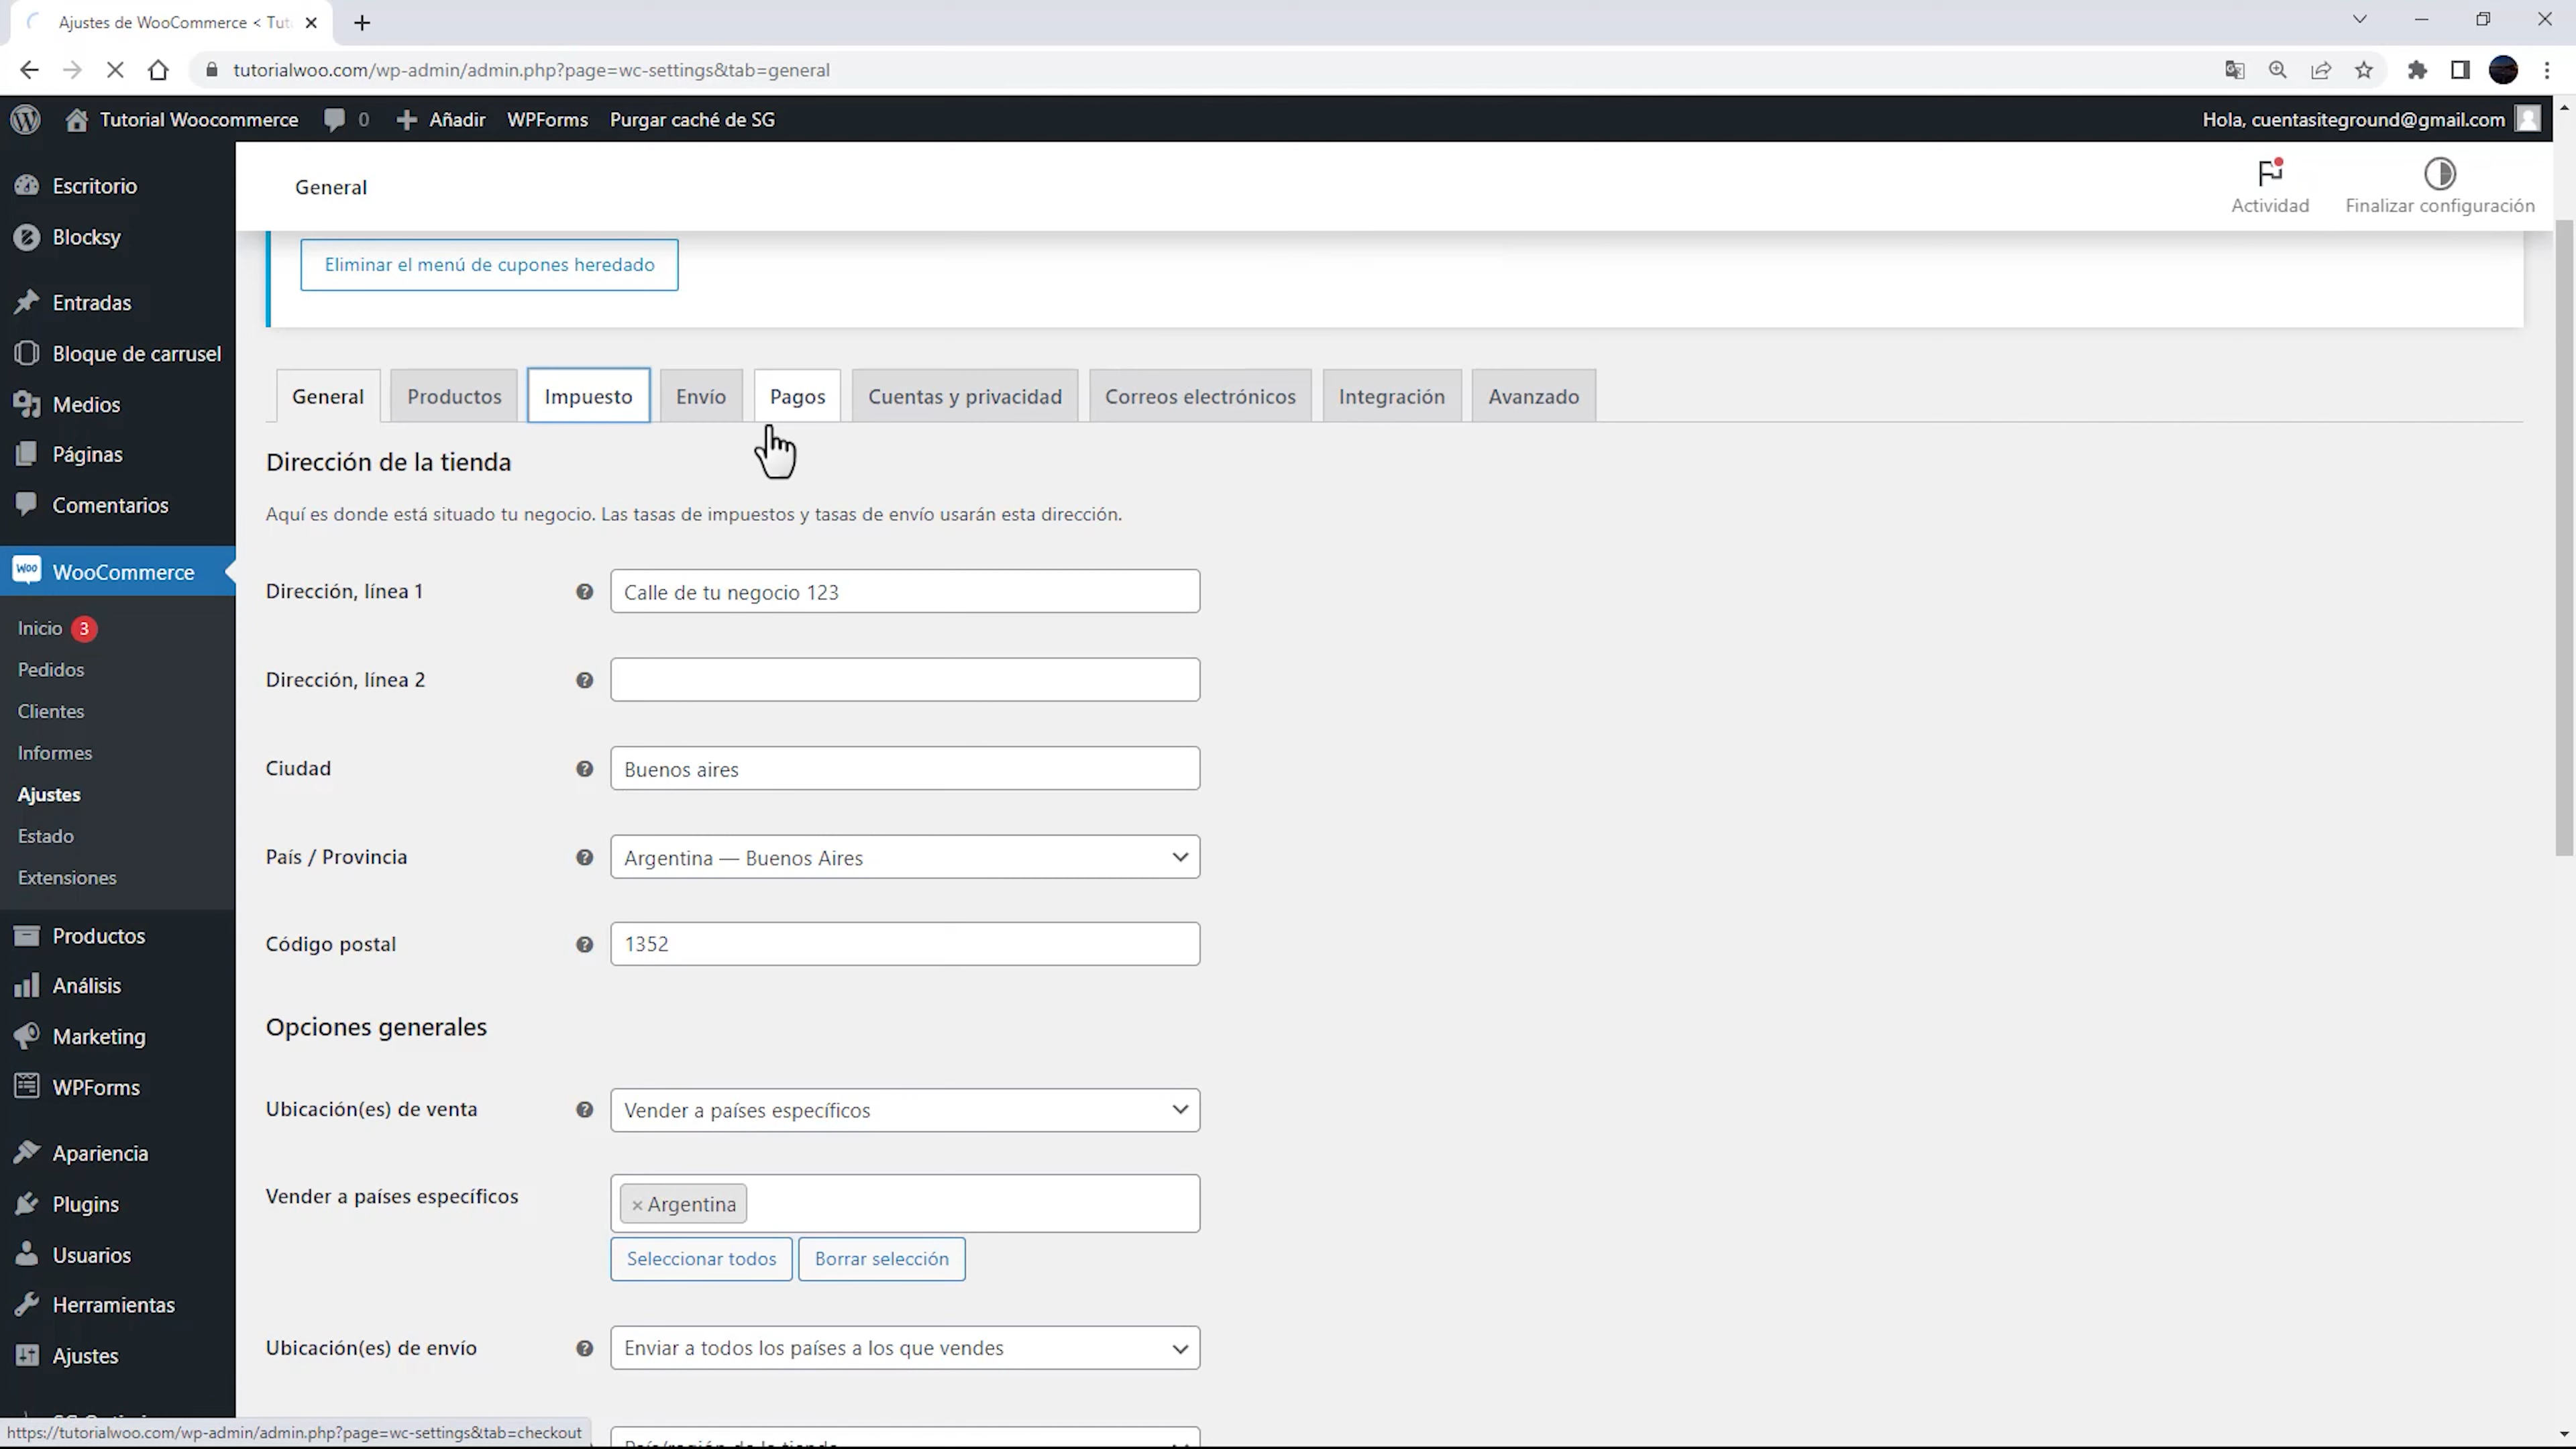 Ajustes de WooCommerce < Tut
tutorialwoo.com/wp-admin/admin.php?page=wc-settings&tab=general
Tutorial Woocommerce 0 Añadir WPForms Purgar caché de SG Hola, cuentasiteground@gmail.com
Escritorio
Blocksy
Entradas
Bloque de carrusel
Medios
Páginas
Comentarios
WooCommerce
Inicio 3
Pedidos
Clientes
Informes
Ajustes
Estado
Extensiones
Productos
Análisis
Marketing
WPForms
Apariencia
Plugins
Usuarios
Herramientas
Ajustes
General
Actividad
Finalizar configuración
Eliminar el menú de cupones heredado
General Productos Impuesto Envío Pagos Cuentas y privacidad Correos electrónicos Integración Avanzado
Dirección de la tienda
Aquí es donde está situado tu negocio. Las tasas de impuestos y tasas de envío usarán esta dirección.
Dirección, línea 1 Calle de tu negocio 123
Dirección, línea 2
Ciudad Buenos aires
País / Provincia Argentina — Buenos Aires
Código postal 1352
Opciones generales
Ubicación(es) de venta Vender a países específicos
Vender a países específicos × Argentina
Seleccionar todos Borrar selección
Ubicación(es) de envío Enviar a todos los países a los que vendes
https://tutorialwoo.com/wp-admin/admin.php?page=wc-settings&tab=checkout